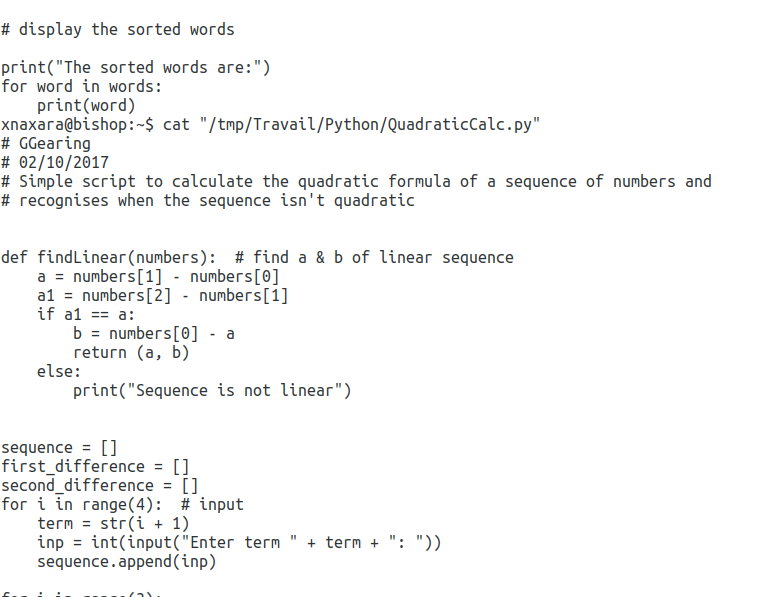 # display the sorted words

print("The sorted words are:")
for word in words:
    print(word)
xnaxara@bishop:~$ cat "/tmp/Travail/Python/QuadraticCalc.py"
# GGearing
# 02/10/2017
# Simple script to calculate the quadratic formula of a sequence of numbers and
# recognises when the sequence isn't quadratic


def findLinear(numbers):  # find a & b of linear sequence
    a = numbers[1] - numbers[0]
    a1 = numbers[2] - numbers[1]
    if a1 == a:
        b = numbers[0] - a
        return (a, b)
    else:
        print("Sequence is not linear")


sequence = []
first_difference = []
second_difference = []
for i in range(4):  # input
    term = str(i + 1)
    inp = int(input("Enter term " + term + ": "))
    sequence.append(inp)